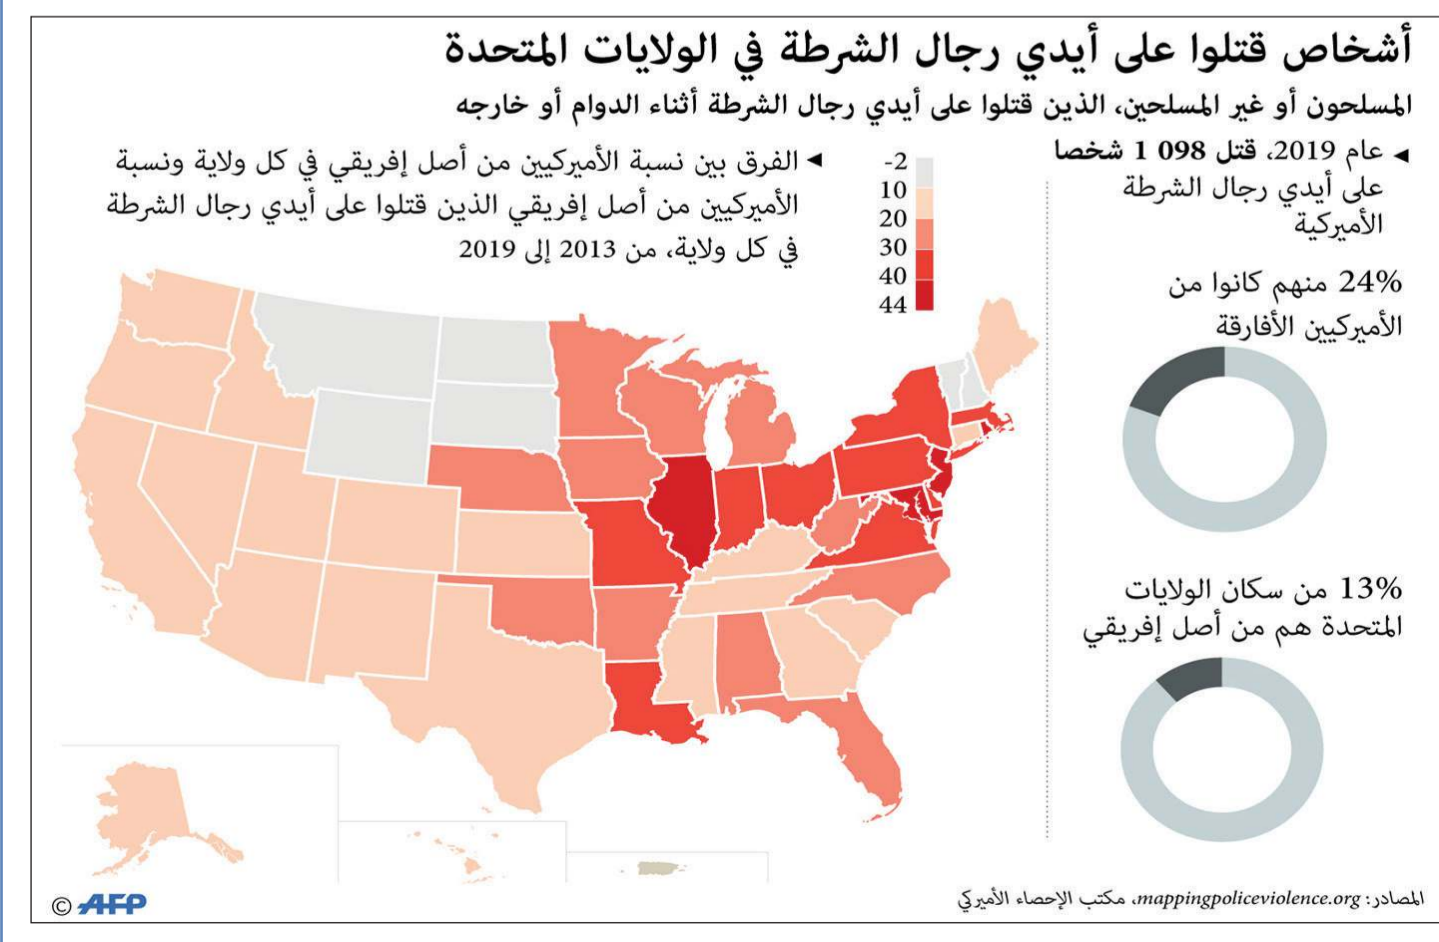 أشخاص قتلوا على أيدي رجال الشرطة في الولايات المتحدة
المسلحون أو غير المسلحين، الذين قتلوا على أيدي رجال الشرطة أثناء الدوام أو خارجه
◄ عام 2019، قتل 098 1 شخصا
على أيدي رجال الشرطة
الأميركية
24% منهم كانوا من
الأميركيين الأفارقة
13% من سكان الولايات
المتحدة هم من أصل إفريقي
◄ الفرق بين نسبة الأميركيين من أصل إفريقي في كل ولاية ونسبة
الأميركيين من أصل إفريقي الذين قتلوا على أيدي رجال الشرطة
في كل ولاية، من 2013 إلى 2019
-2
10
20
30
40
44
المصادر: mappingpoliceviolence.org، مكتب الإحصاء الأميركي
© AFP